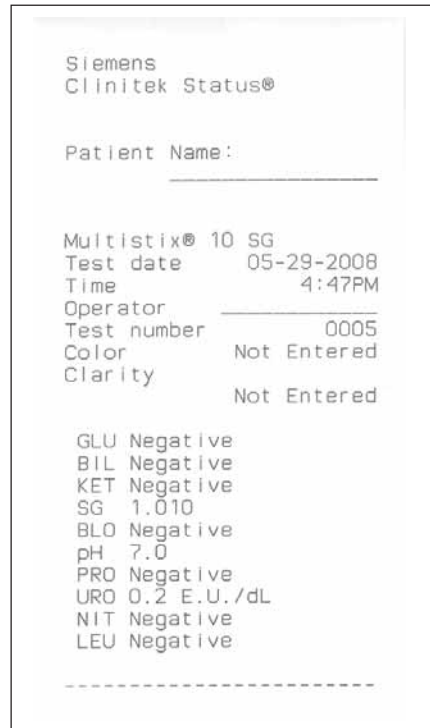 Siemens
Clinitek Status®
Patient Name:
Multistix® 10 SG
Test date 05-29-2008
Time 4:47PM
Operator
Test number 0005
Color Not Entered
Clarity
Not Entered
GLU Negative
BIL Negative
KET Negative
SG 1.010
BLO Negative
pH 7.0
PRO Negative
URO 0.2 E.U./dL
NIT Negative
LEU Negative